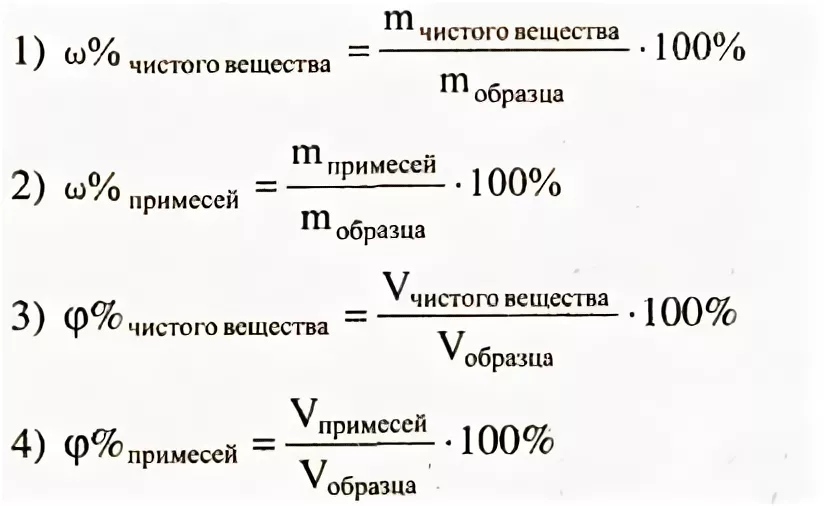 1) ω% чистого вещества = m чистого вещества / m образца · 100%
2) ω% примесей = m примесей / m образца · 100%
3) φ% чистого вещества = V чистого вещества / V образца · 100%
4) φ% примесей = V примесей / V образца · 100%